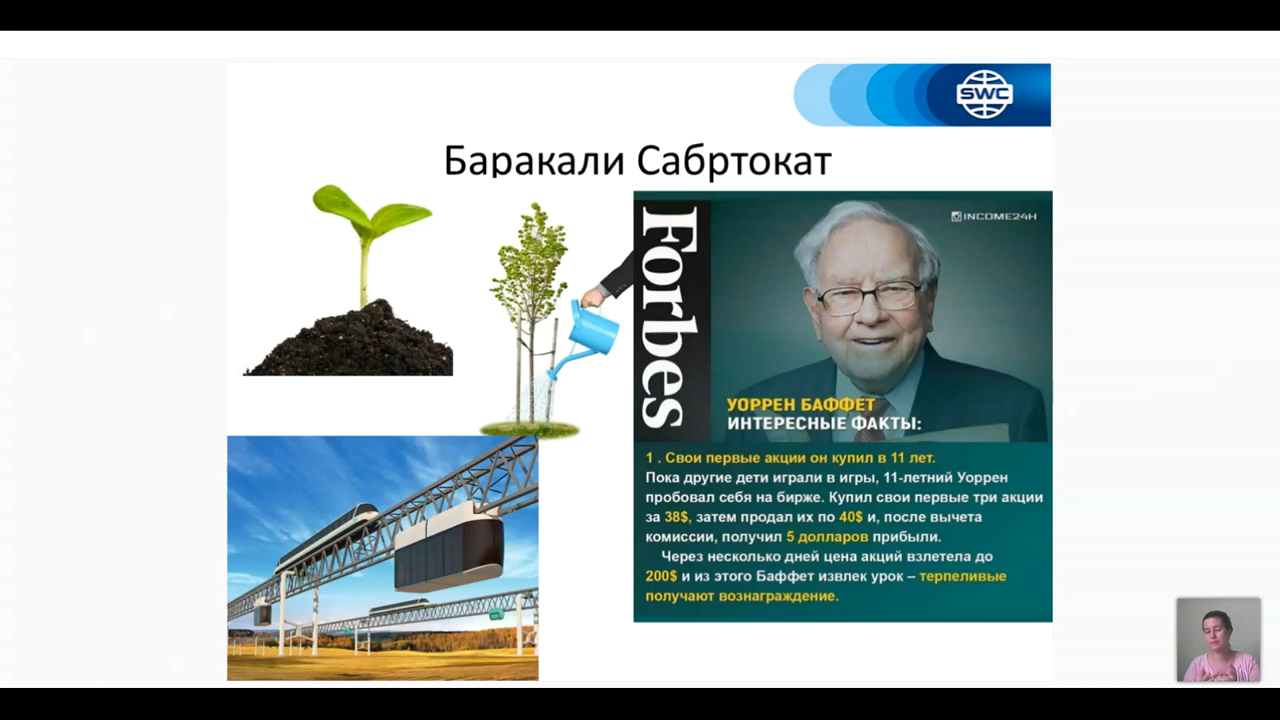 SWC
Баракали Сабртокат
Forbes
INCOME24H
УОРРЕН БАФФЕТ
ИНТЕРЕСНЫЕ ФАКТЫ:
1 . Свои первые акции он купил в 11 лет.
Пока другие дети играли в игры, 11-летний Уоррен
пробовал себя на бирже. Купил свои первые три акции
за 38$, затем продал их по 40$ и, после вычета
комиссии, получил 5 долларов прибыли.
Через несколько дней цена акций взлетела до
200$ и из этого Баффет извлек урок – терпеливые
получают вознаграждение.